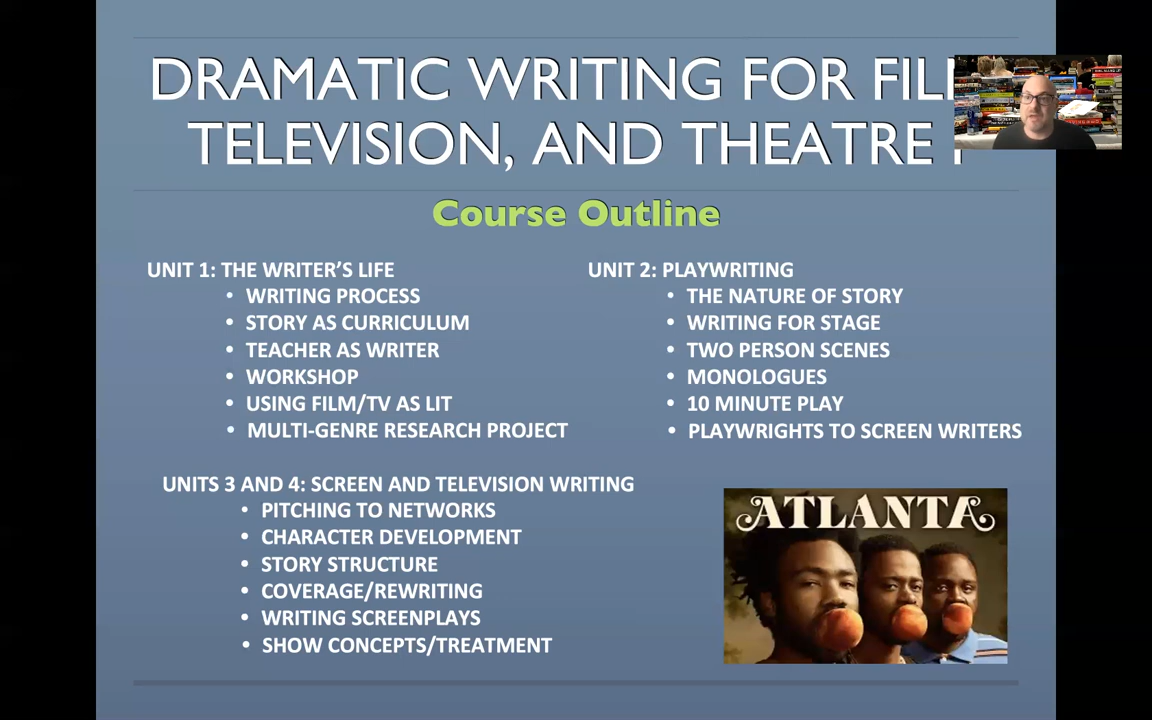 DRAMATIC WRITING FOR
TELEVISION, AND THEATRE
Course Outline
UNIT 1: THE WRITER'S LIFE
• WRITING PROCESS
• STORY AS CURRICULUM
• TEACHER AS WRITER
• WORKSHOP
• USING FILM/TV AS LIT
• MULTI-GENRE RESEARCH PROJECT
UNIT 2: PLAYWRITING
• THE NATURE OF STORY
• WRITING FOR STAGE
• TWO PERSON SCENES
• MONOLOGUES
• 10 MINUTE PLAY
• PLAYWRIGHTS TO SCREEN WRITERS
UNITS 3 AND 4: SCREEN AND TELEVISION WRITING
• PITCHING TO NETWORKS
• CHARACTER DEVELOPMENT
• STORY STRUCTURE
• COVERAGE/REWRITING
• WRITING SCREENPLAYS
• SHOW CONCEPTS/TREATMENT
ATLANTA